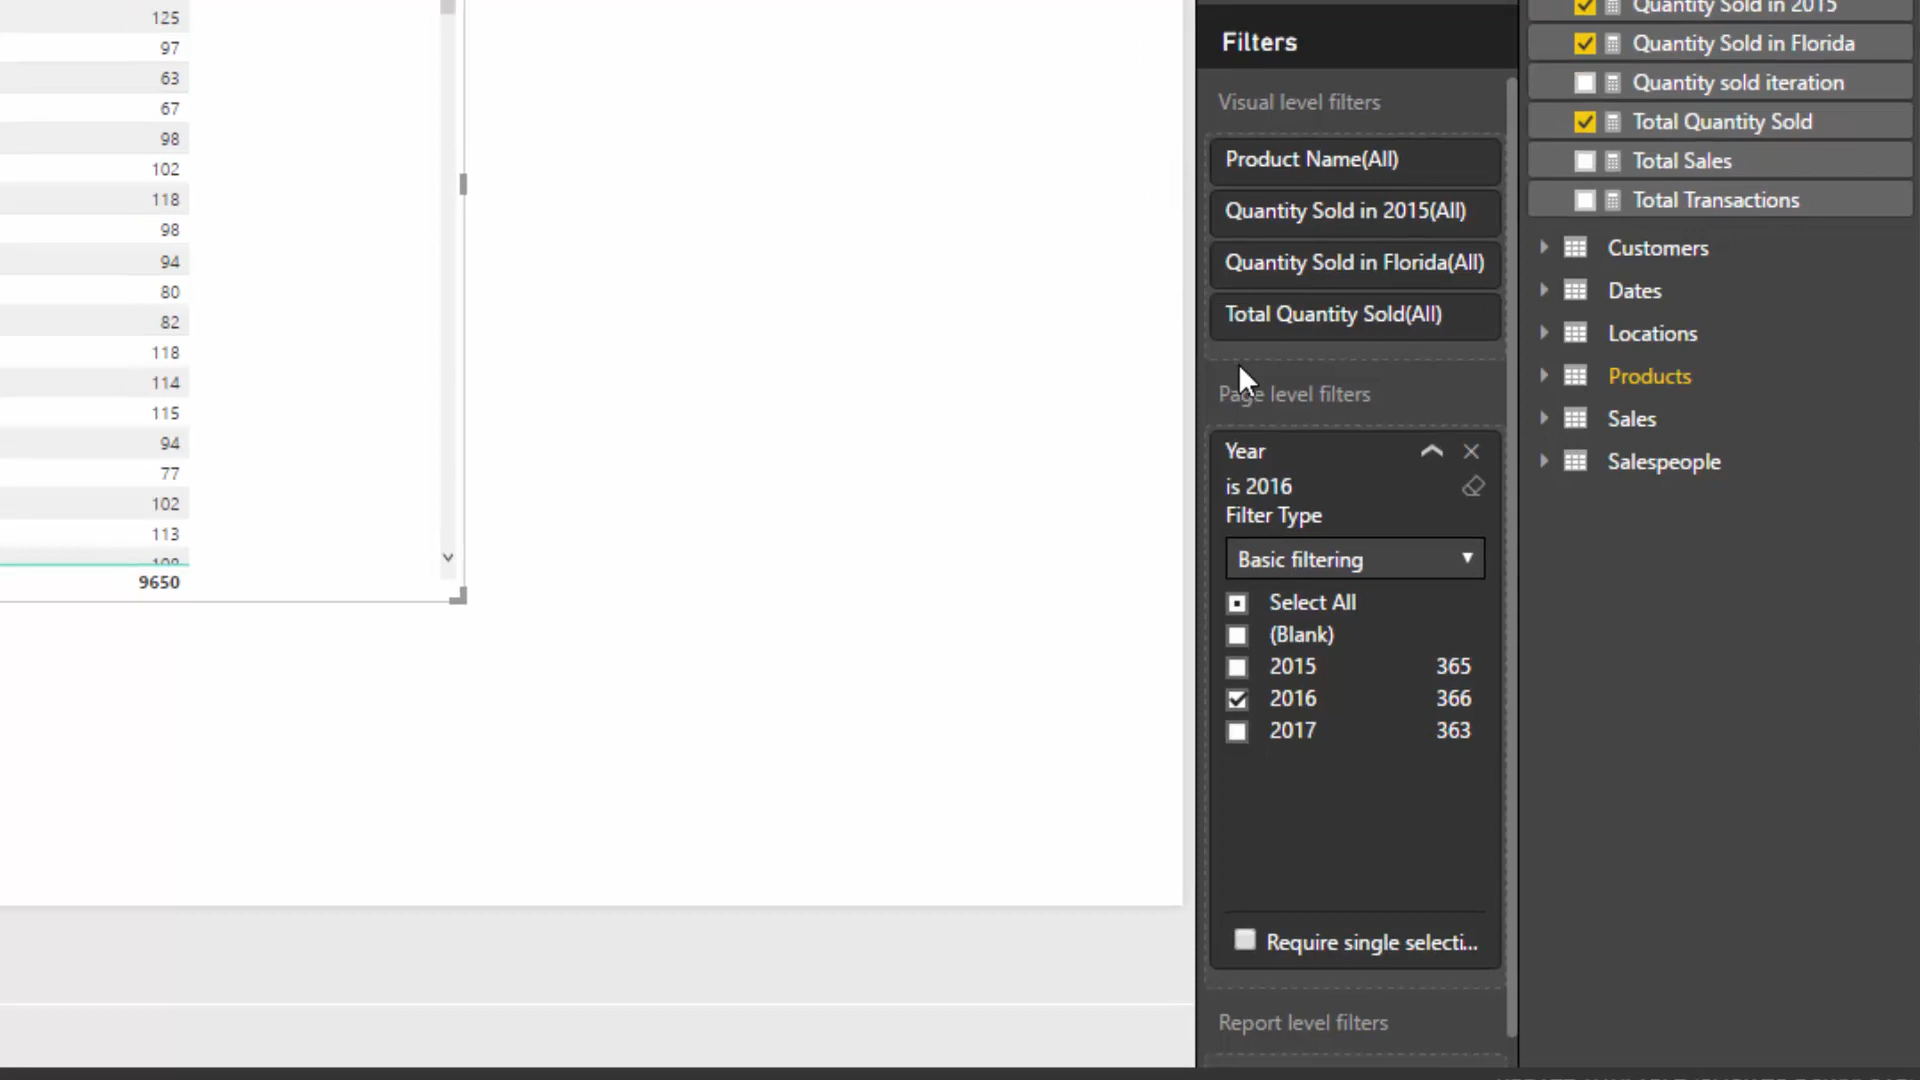 125
97
63
67
98
102
118
98
94
80
82
118
114
115
94
77
102
113
9650
Filters
Visual level filters
Product Name(All)
Quantity Sold in 2015(All)
Quantity Sold in Florida(All)
Total Quantity Sold(All)
Page level filters
Year
is 2016
Filter Type
Basic filtering
Select All
(Blank)
2015 365
2016 366
2017 363
Require single selecti...
Report level filters
Quantity Sold in 2015
Quantity Sold in Florida
Quantity sold iteration
Total Quantity Sold
Total Sales
Total Transactions
Customers
Dates
Locations
Products
Sales
Salespeople